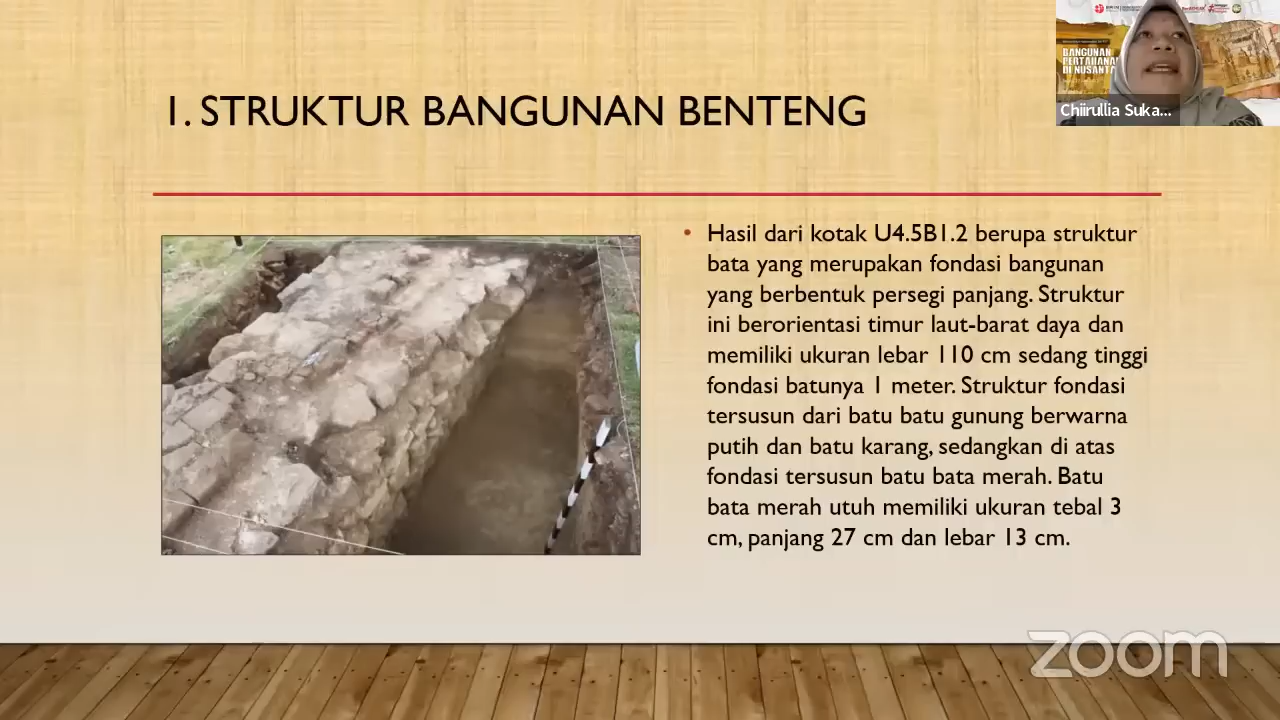 1. STRUKTUR BANGUNAN BENTENG
• Hasil dari kotak U4.5B1.2 berupa struktur
bata yang merupakan fondasi bangunan
yang berbentuk persegi panjang. Struktur
ini berorientasi timur laut-barat daya dan
memiliki ukuran lebar 110 cm sedang tinggi
fondasi batunya 1 meter. Struktur fondasi
tersusun dari batu batu gunung berwarna
putih dan batu karang, sedangkan di atas
fondasi tersusun batu bata merah. Batu
bata merah utuh memiliki ukuran tebal 3
cm, panjang 27 cm dan lebar 13 cm.
BANGUNAN
PERTAHANAN
DI NUSANTA
Chiirullia Suka...
zoom